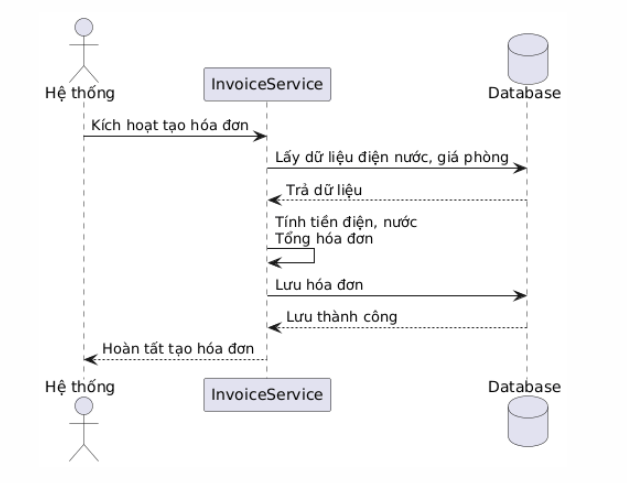 Hệ thống
InvoiceService
Database
Kích hoạt tạo hóa đơn
Lấy dữ liệu điện nước, giá phòng
Trả dữ liệu
Tính tiền điện, nước
Tổng hóa đơn
Lưu hóa đơn
Lưu thành công
Hoàn tất tạo hóa đơn
Hệ thống
InvoiceService
Database